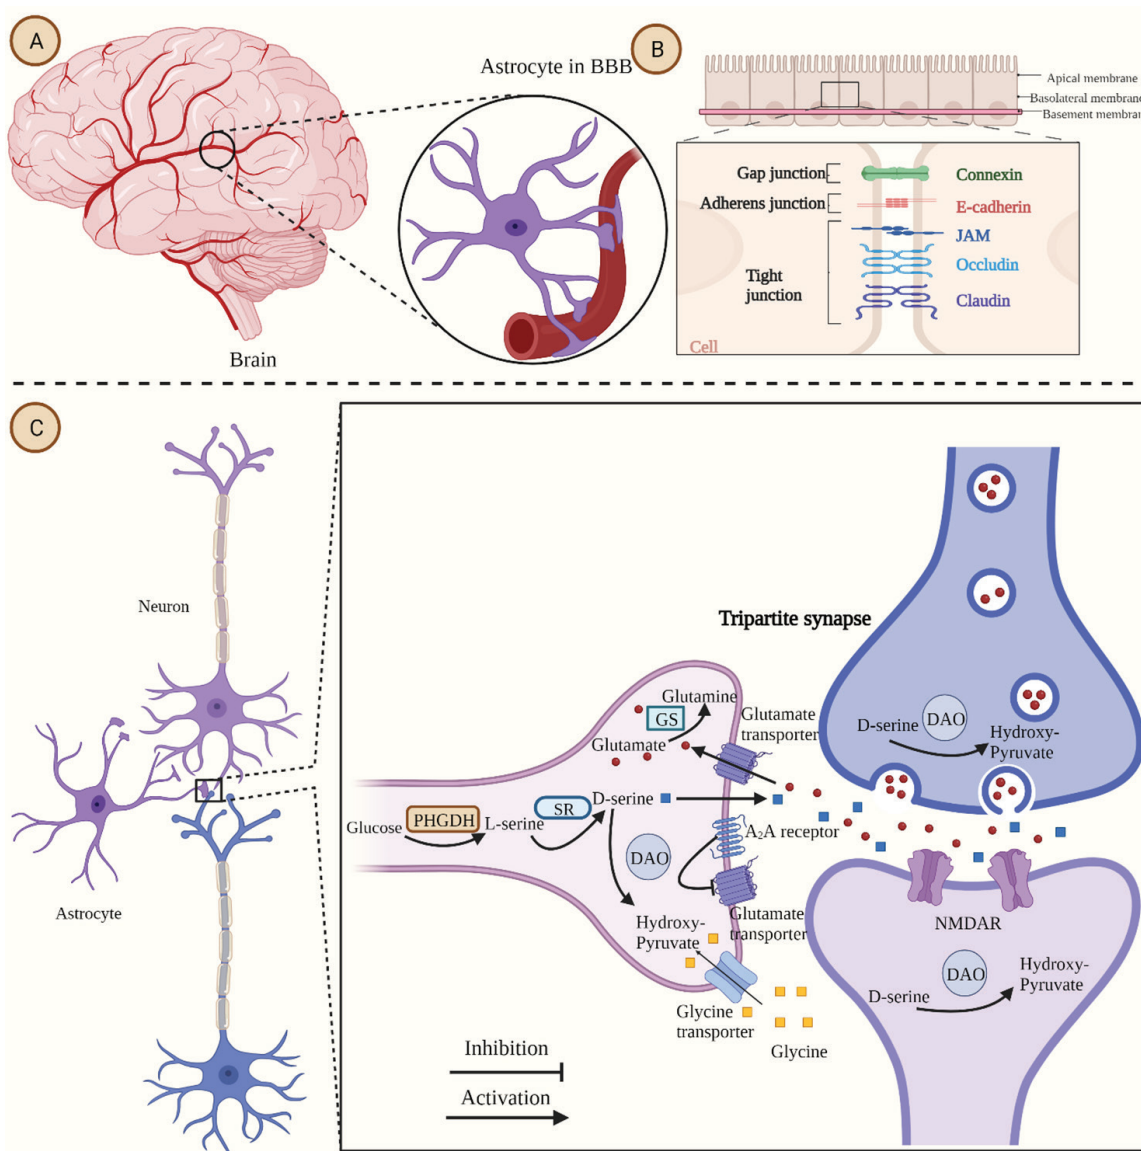 A
Astrocyte in BBB
Brain
B
Apical membrane
Basolateral membrane
Basement membran
Gap junction
Connexin
Adherens junction
E-cadherin
JAM
Occludin
Tight
junction
Claudin
Cell
C
Neuron
Astrocyte
Tripartite synapse
Glutamine
GS
Glutamate
Glutamate
transporter
D-serine
DAO
Hydroxy-
Pyruvate
Glucose
PHGDH
L-serine
SR
D-serine
A₂A receptor
DAO
Hydroxy-
Pyruvate
Glutamate
transporter
Glycine
transporter
Glycine
NMDAR
D-serine
DAO
Hydroxy-
Pyruvate
Inhibition
Activation